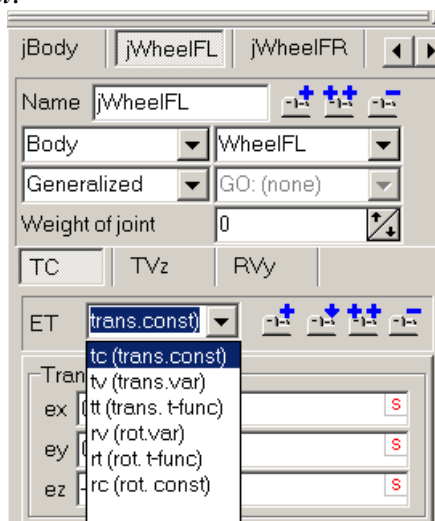 jBody jWheelFL jWheelFR
Name jWheelFL
Body WheelFL
Generalized GO: (none)
Weight of joint 0
TC TVz RVy
ET trans.const)
tc (trans.const)
tv (trans.var)
tt (trans. t-func)
rv (rot.var)
rt (rot. t-func)
rc (rot. const)
Tran
ex s
ey s
ez s